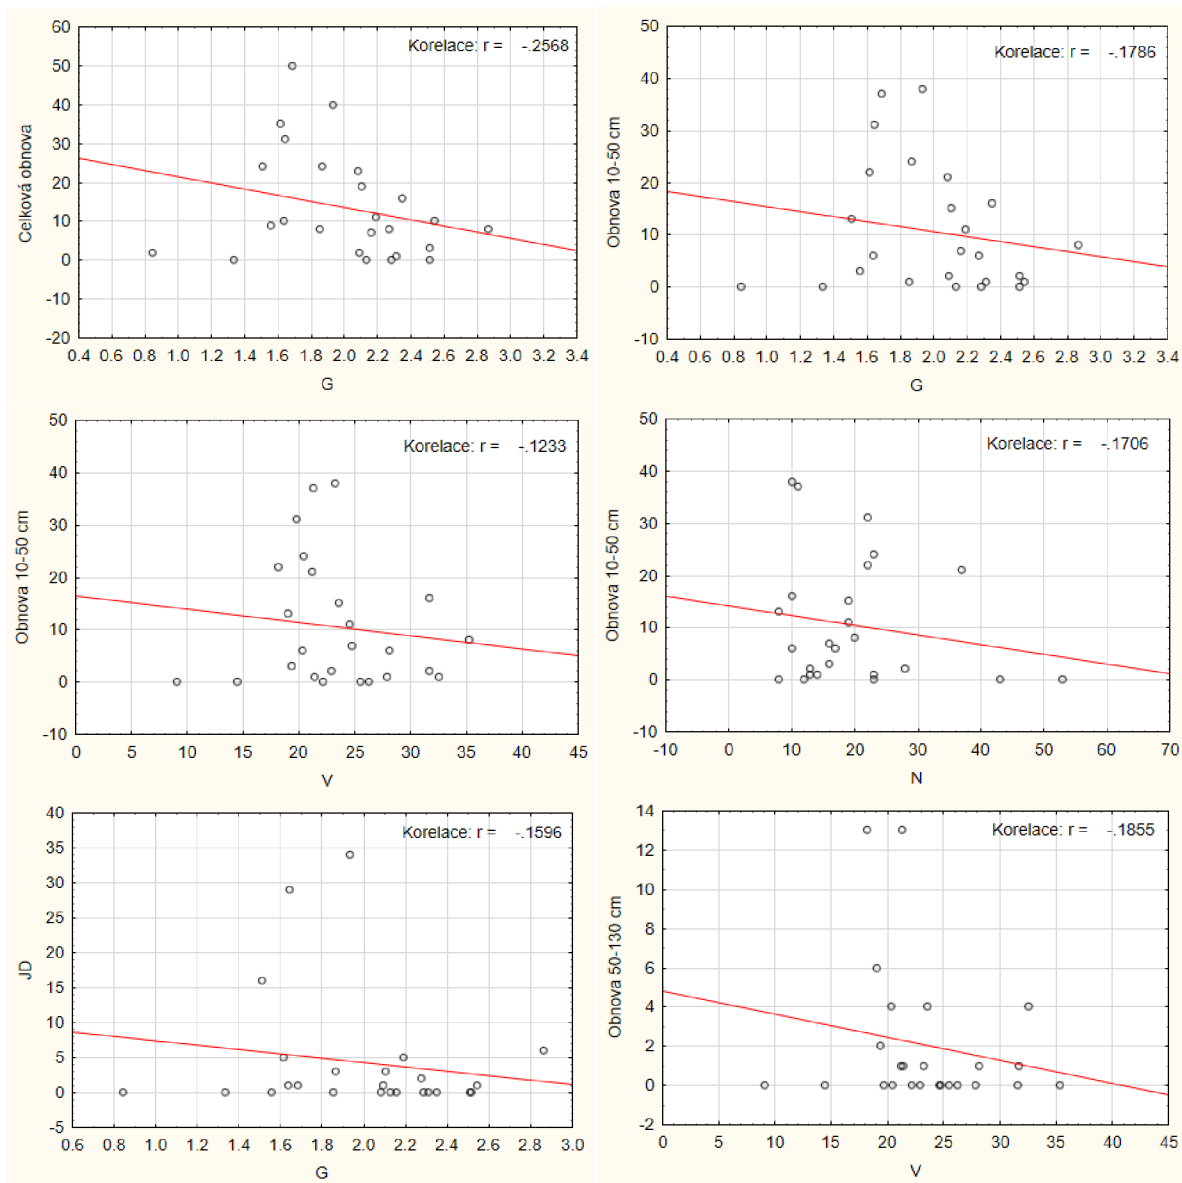 Korelace: r = -.2568
Celková obnova
60
50
40
30
20
10
0
-10
-20
0.4 0.6 0.8 1.0 1.2 1.4 1.6 1.8 2.0 2.2 2.4 2.6 2.8 3.0 3.2 3.4
G
Korelace: r = -.1786
Obnova 10-50 cm
50
40
30
20
10
0
-10
0.4 0.6 0.8 1.0 1.2 1.4 1.6 1.8 2.0 2.2 2.4 2.6 2.8 3.0 3.2 3.4
G
Korelace: r = -.1233
Obnova 10-50 cm
50
40
30
20
10
0
-10
0 5 10 15 20 25 30 35 40 45
V
Korelace: r = -.1706
Obnova 10-50 cm
50
40
30
20
10
0
-10
-10 0 10 20 30 40 50 60 70
N
Korelace: r = -.1596
JD
40
35
30
25
20
15
10
5
0
-5
0.6 0.8 1.0 1.2 1.4 1.6 1.8 2.0 2.2 2.4 2.6 2.8 3.0
G
Korelace: r = -.1855
Obnova 50-130 cm
14
12
10
8
6
4
2
0
-2
0 5 10 15 20 25 30 35 40 45
V